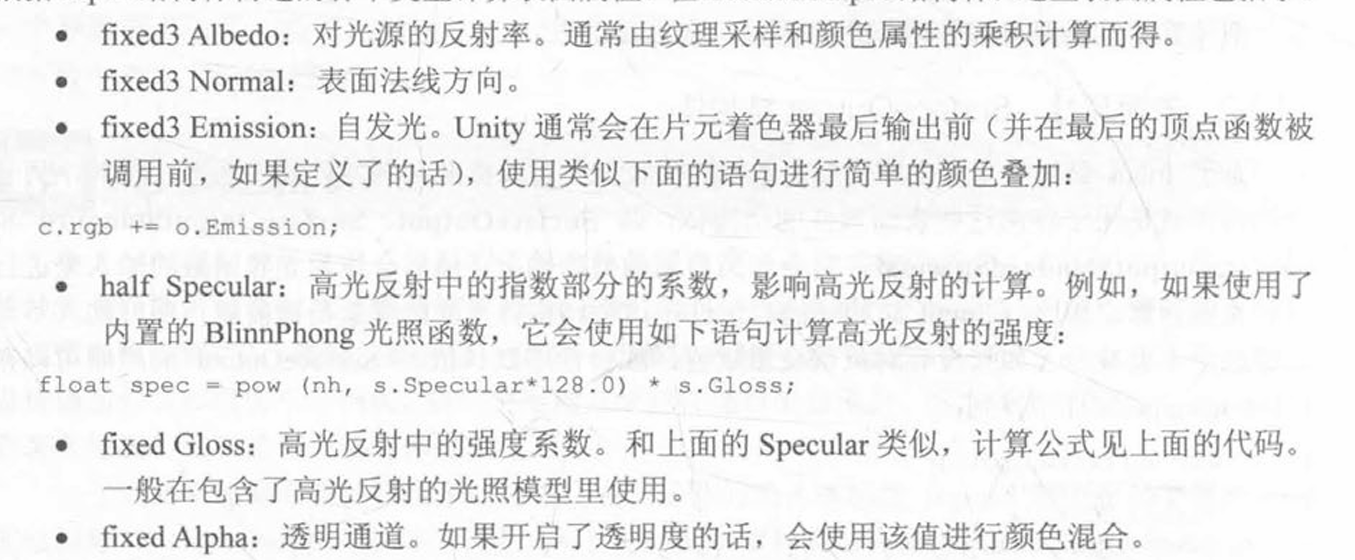 • fixed3 Albedo：对光源的反射率。通常由纹理采样和颜色属性的乘积计算而得。
• fixed3 Normal：表面法线方向。
• fixed3 Emission：自发光。Unity 通常会在片元着色器最后输出前（并在最后的顶点函数被
调用前，如果定义了的话），使用类似下面的语句进行简单的颜色叠加：
c.rgb += o.Emission;
• half Specular：高光反射中的指数部分的系数，影响高光反射的计算。例如，如果使用了
内置的 BlinnPhong 光照函数，它会使用如下语句计算高光反射的强度：
float spec = pow (nh, s.Specular*128.0) * s.Gloss;
• fixed Gloss：高光反射中的强度系数。和上面的 Specular 类似，计算公式见上面的代码。
一般在包含了高光反射的光照模型里使用。
• fixed Alpha：透明通道。如果开启了透明度的话，会使用该值进行颜色混合。